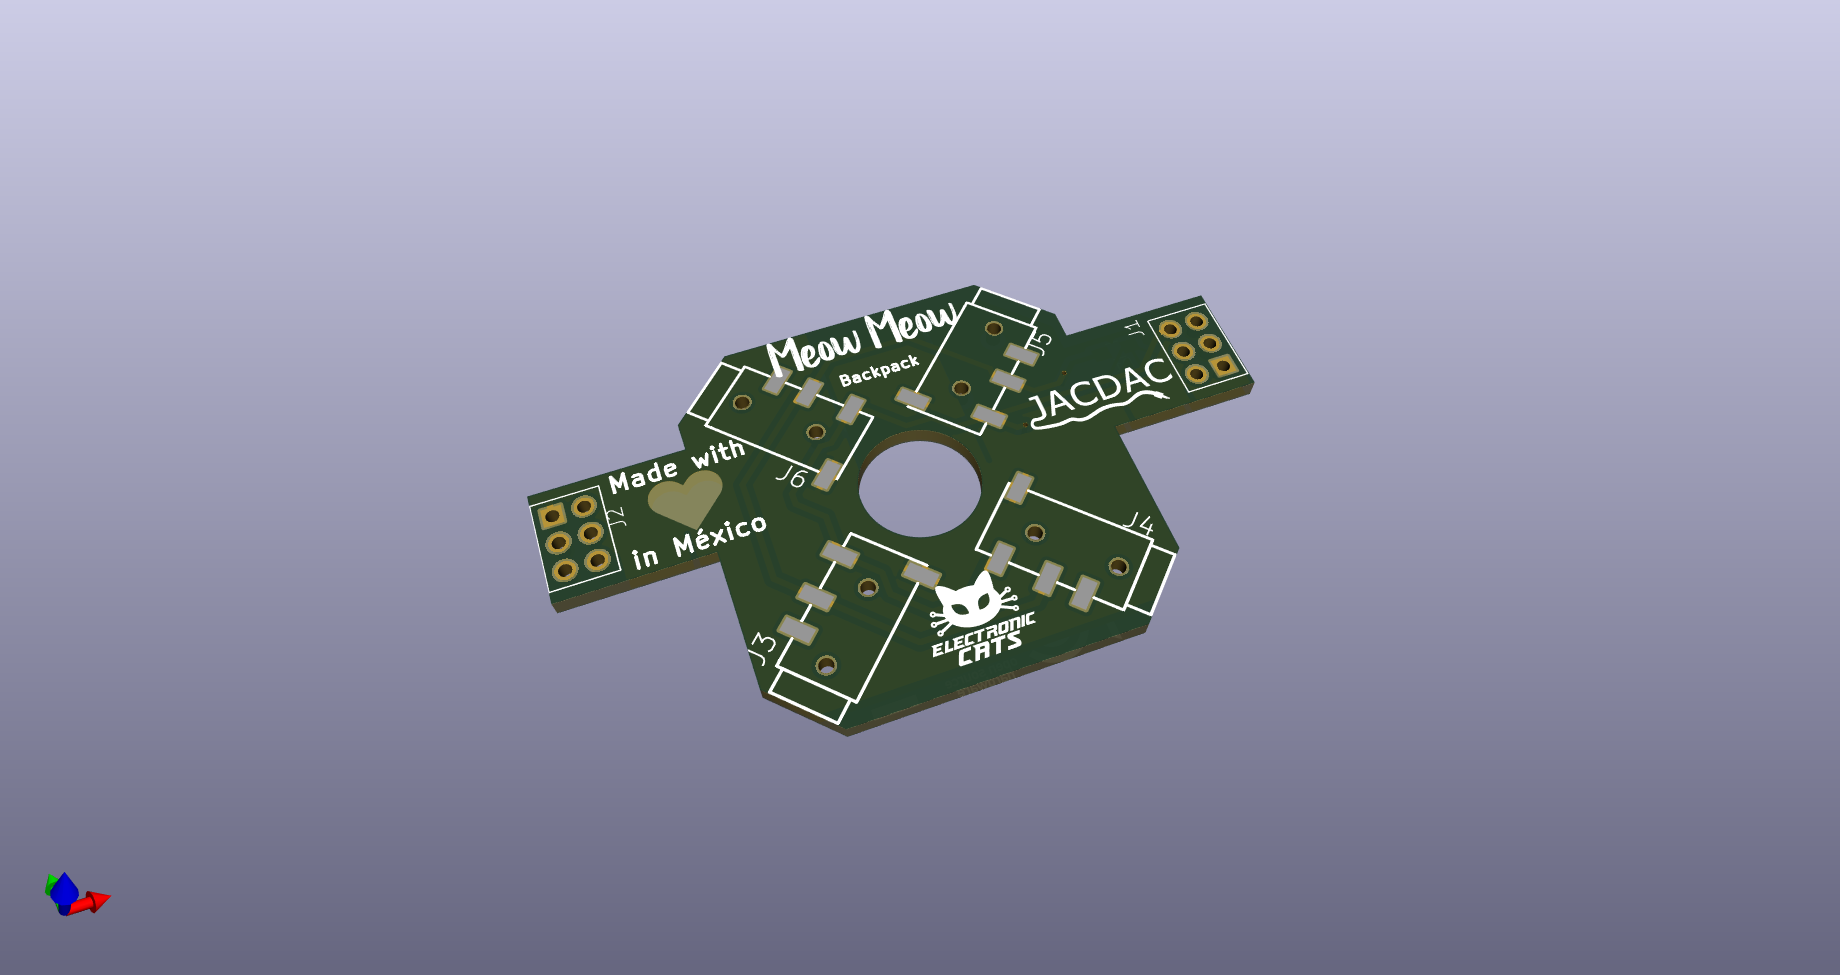 Meow Meow
Backpack
J5
J1
JACDAC
Made with
J6
J2
in México
J4
J3
ELECTRONIC
CATS